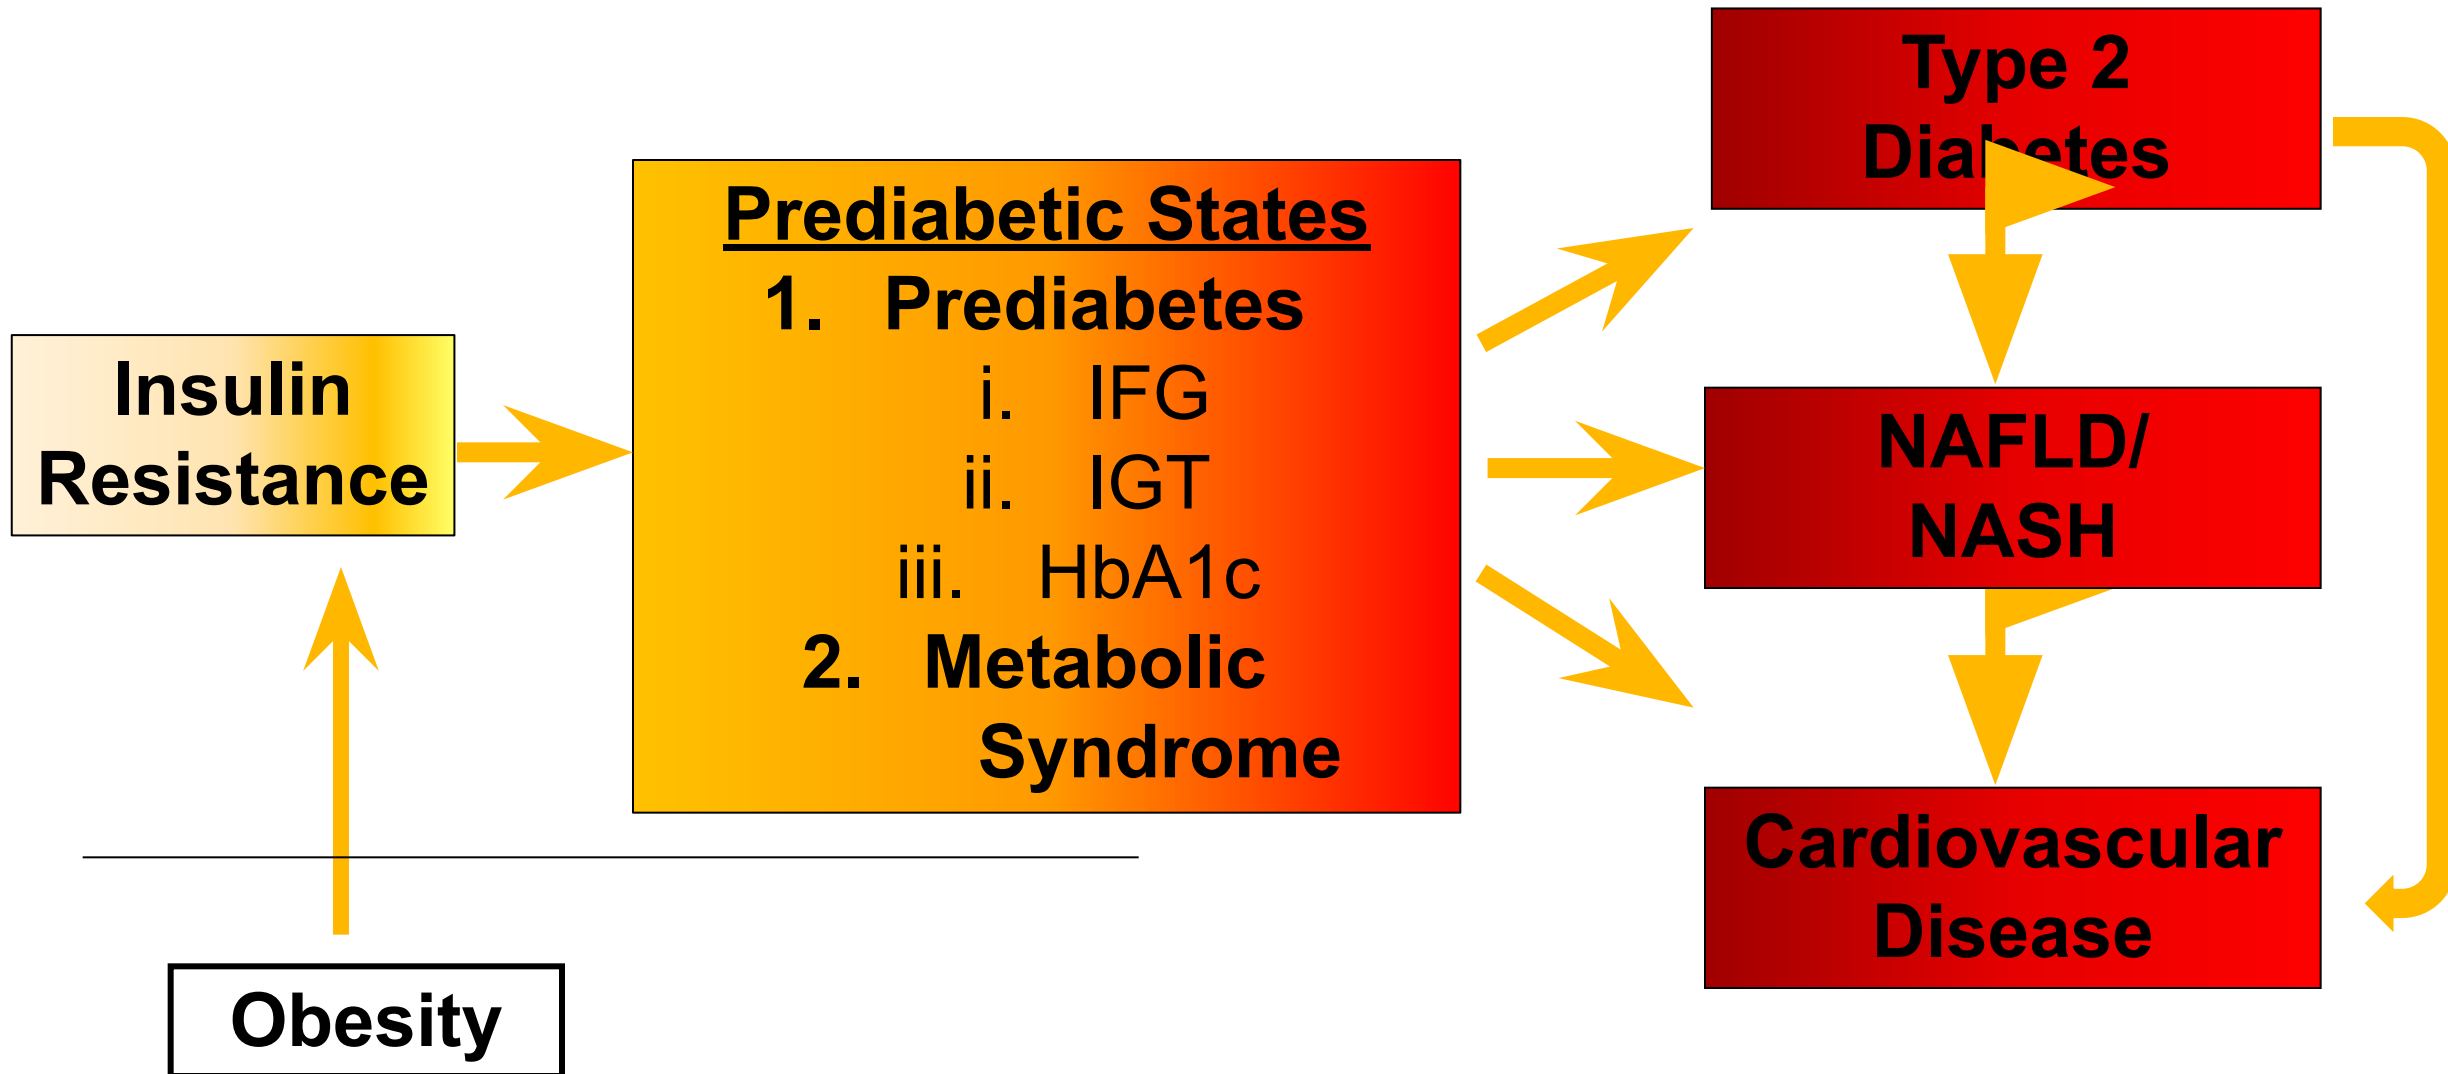 Insulin
Resistance
Obesity
Prediabetic States
1. Prediabetes
i. IFG
ii. IGT
iii. HbA1c
2. Metabolic
Syndrome
Type 2
Diabetes
NAFLD/
NASH
Cardiovascular
Disease